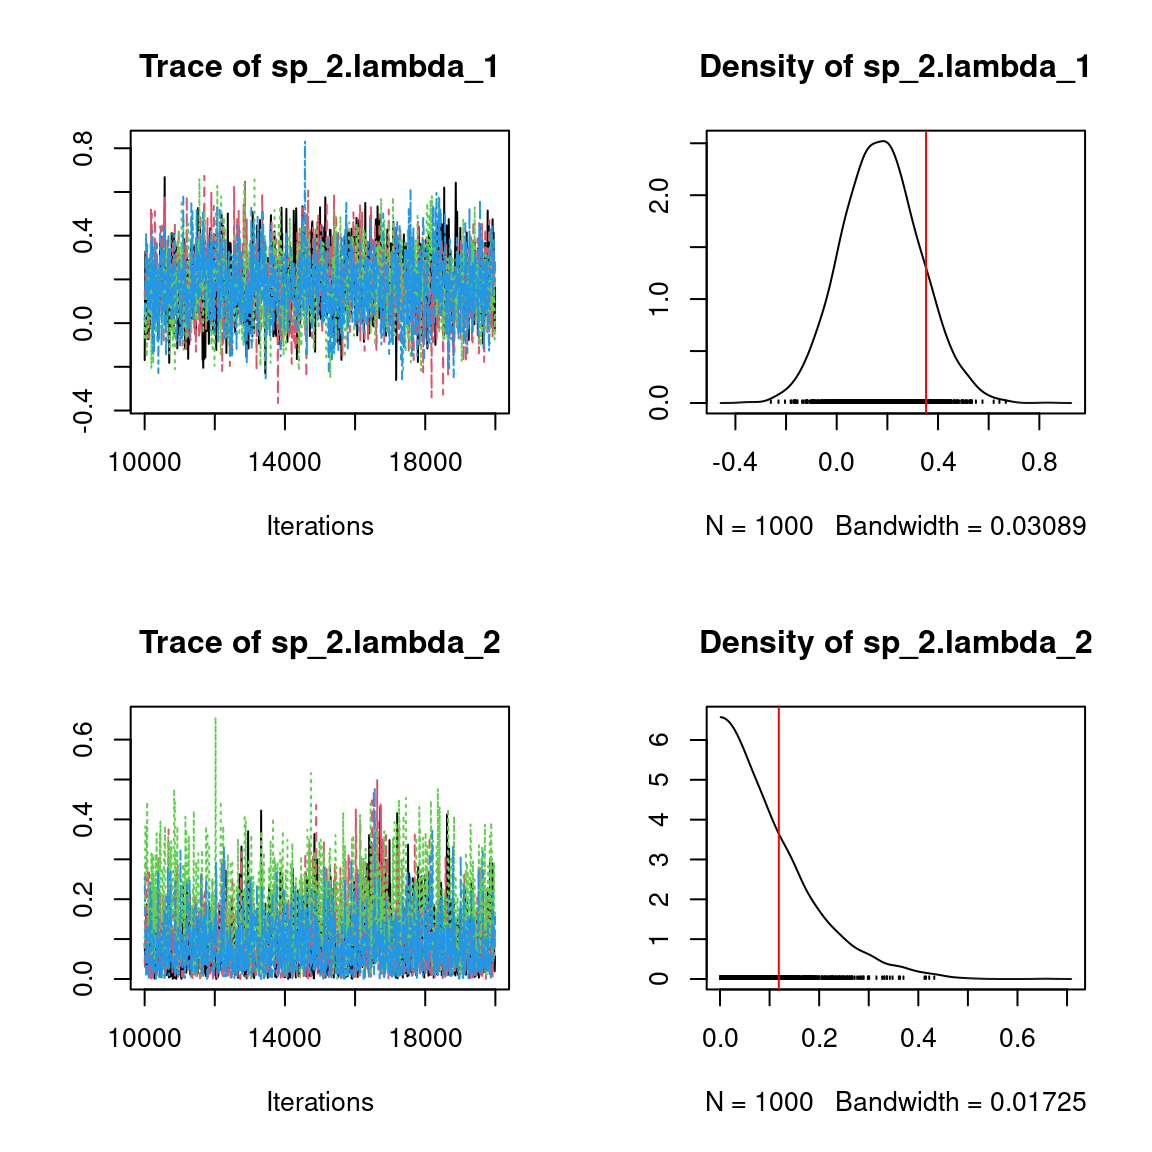 Trace of sp_2.lambda_1
0.8
0.4
0.0
-0.4
10000 14000 18000
Iterations
Density of sp_2.lambda_1
2.0
1.0
0.0
-0.4 0.0 0.4 0.8
N = 1000 Bandwidth = 0.03089
Trace of sp_2.lambda_2
0.6
0.4
0.2
0.0
10000 14000 18000
Iterations
Density of sp_2.lambda_2
6
5
4
3
2
1
0
0.0 0.2 0.4 0.6
N = 1000 Bandwidth = 0.01725